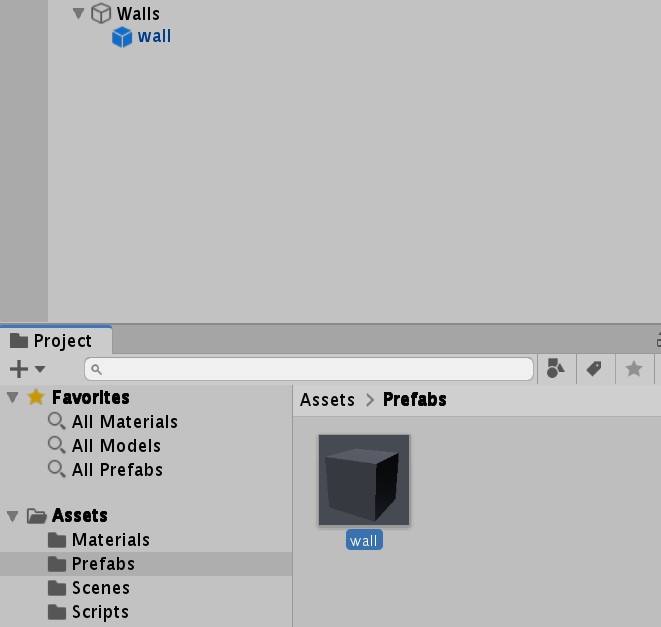 Walls
wall
Project
Favorites
All Materials
All Models
All Prefabs
Assets
Materials
Prefabs
Scenes
Scripts
Assets > Prefabs
wall